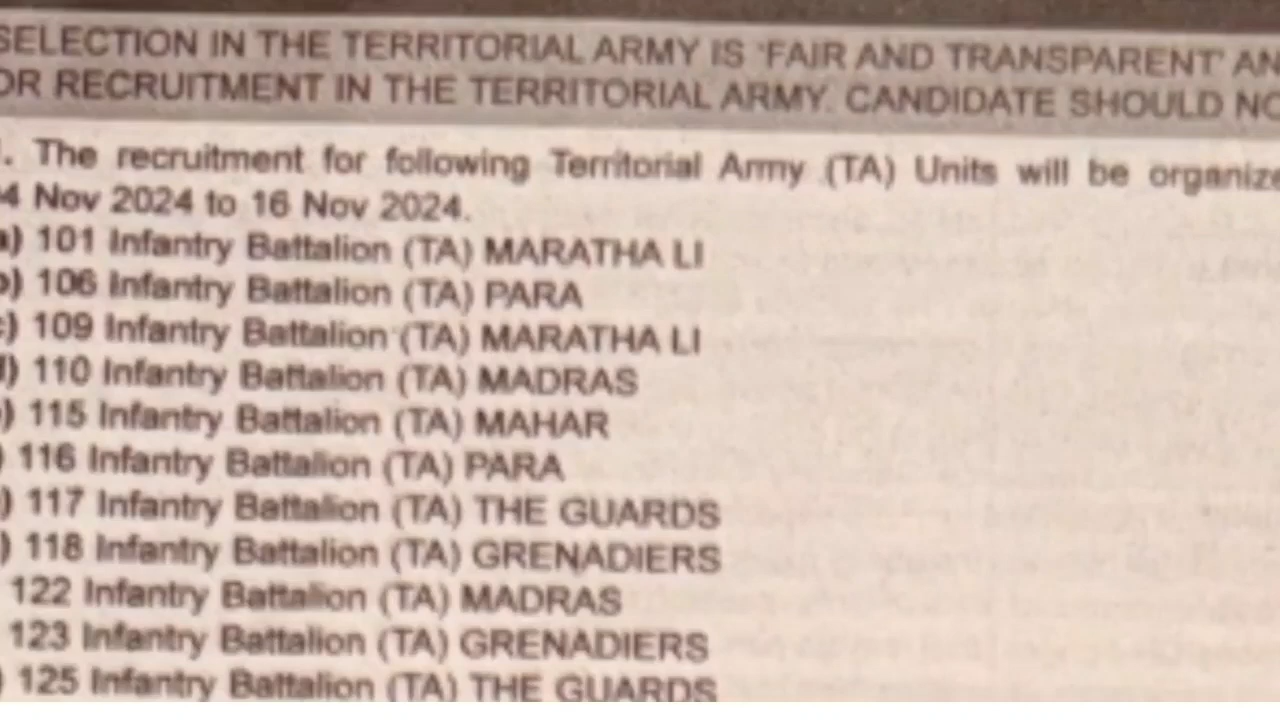 SELECTION IN THE TERRITORIAL ARMY IS 'FAIR AND TRANSPARENT' AN
OR RECRUITMENT IN THE TERRITORIAL ARMY. CANDIDATE SHOULD NO
. The recruitment for following Territorial Army (TA) Units will be organize
4 Nov 2024 to 16 Nov 2024.
a) 101 Infantry Battalion (TA) MARATHA LI
b) 106 Infantry Battalion (TA) PARA
c) 109 Infantry Battalion (TA) MARATHA LI
d) 110 Infantry Battalion (TA) MADRAS
) 115 Infantry Battalion (TA) MAHAR
) 116 Infantry Battalion (TA) PARA
) 117 Infantry Battalion (TA) THE GUARDS
) 118 Infantry Battalion (TA) GRENADIERS
122 Infantry Battalion (TA) MADRAS
123 Infantry Battalion (TA) GRENADIERS
) 125 Infantry Battalion (TA) THE GUARDS